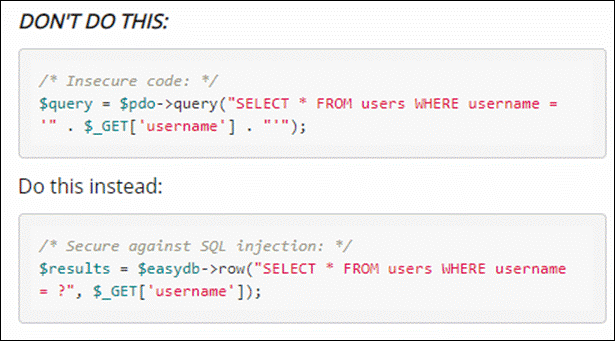 DON'T DO THIS:
/* Insecure code: */
$query = $pdo->query("SELECT * FROM users WHERE username =
'" . $_GET['username'] . "'");
Do this instead:
/* Secure against SQL injection: */
$results = $easydb->row("SELECT * FROM users WHERE username
= ?", $_GET['username']);